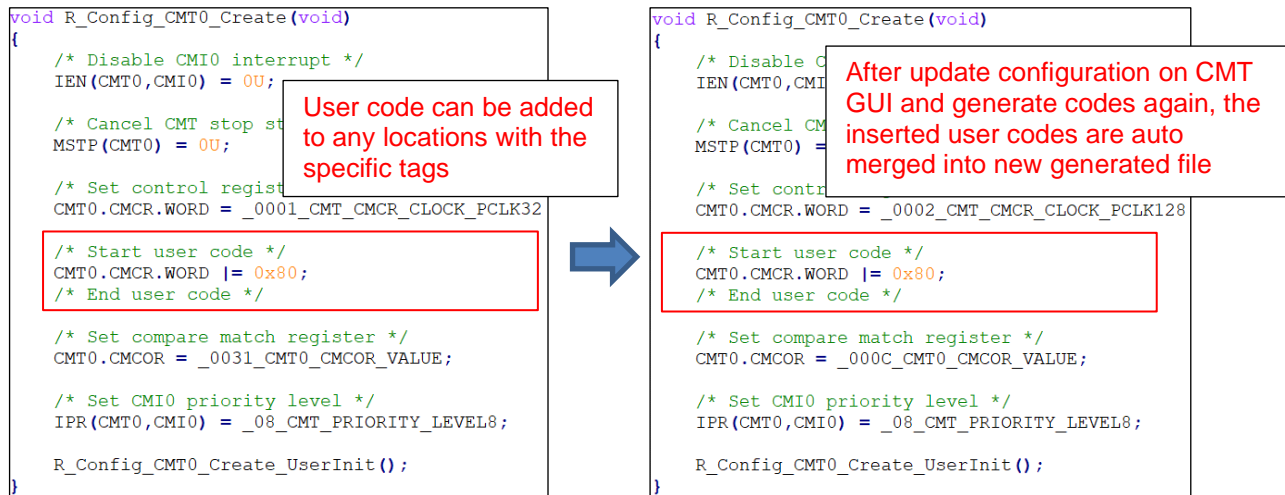 void R_Config_CMT0_Create(void)
{
/* Disable CMI0 interrupt */
IEN(CMT0,CMI0) = 0U;
/* Cancel CMT stop st
MSTP(CMT0) = 0U;
/* Set control regist
CMT0.CMCR.WORD = _0001_CMT_CMCR_CLOCK_PCLK32
/* Start user code */
CMT0.CMCR.WORD |= 0x80;
/* End user code */
/* Set compare match register */
CMT0.CMCOR = _0031_CMT0_CMCOR_VALUE;
/* Set CMI0 priority level */
IPR(CMT0,CMI0) = _08_CMT_PRIORITY_LEVEL8;
R_Config_CMT0_Create_UserInit();
}
User code can be added
to any locations with the
specific tags
void R_Config_CMT0_Create(void)
{
/* Disable C
IEN(CMT0,CMI
/* Cancel CM
MSTP(CMT0) =
/* Set contr
CMT0.CMCR.WORD = _0002_CMT_CMCR_CLOCK_PCLK128
/* Start user code */
CMT0.CMCR.WORD |= 0x80;
/* End user code */
/* Set compare match register */
CMT0.CMCOR = _000C_CMT0_CMCOR_VALUE;
/* Set CMI0 priority level */
IPR(CMT0,CMI0) = _08_CMT_PRIORITY_LEVEL8;
R_Config_CMT0_Create_UserInit();
}
After update configuration on CMT
GUI and generate codes again, the
inserted user codes are auto
merged into new generated file